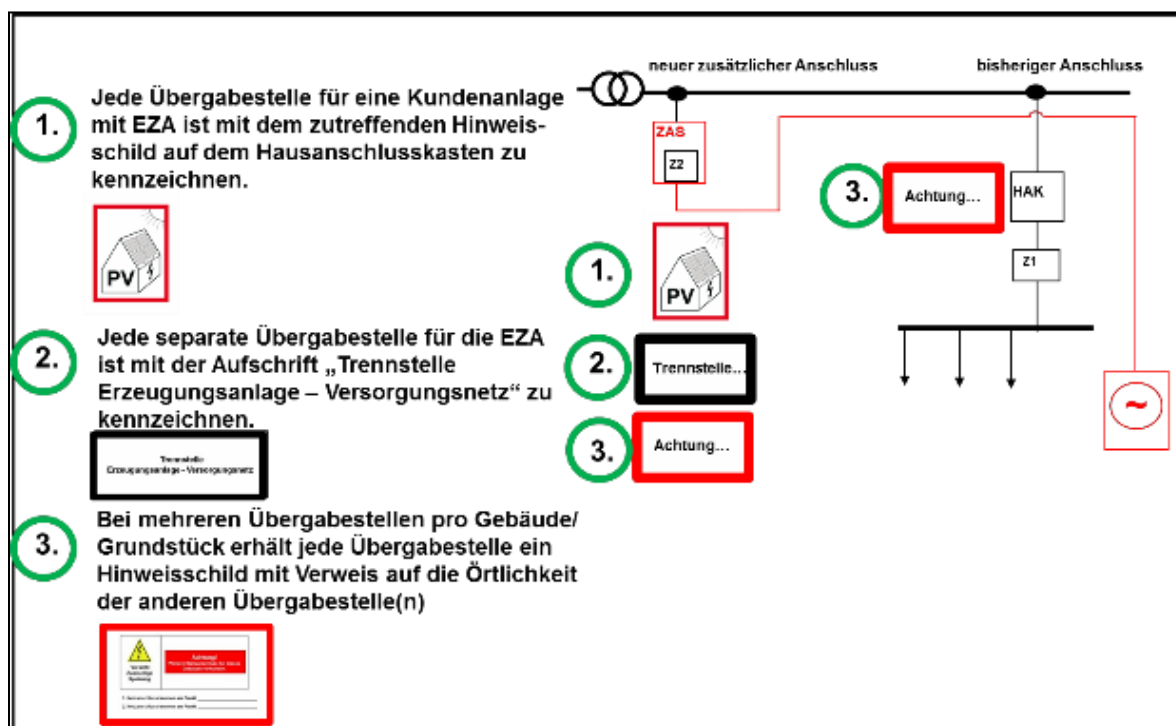 1.
Jede Übergabestelle für eine Kundenanlage
mit EZA ist mit dem zutreffenden Hinweis-
schild auf dem Hausanschlusskasten zu
kennzeichnen.
PV
2.
Jede separate Übergabestelle für die EZA
ist mit der Aufschrift „Trennstelle
Erzeugungsanlage – Versorgungsnetz“ zu
kennzeichnen.
Trennstelle
Erzeugungsanlage – Versorgungsnetz
3.
Bei mehreren Übergabestellen pro Gebäude/
Grundstück erhält jede Übergabestelle ein
Hinweisschild mit Verweis auf die Örtlichkeit
der anderen Übergabestelle(n)
Achtung!
neuer zusätzlicher Anschluss
bisheriger Anschluss
ZAS
Z2
3.
Achtung...
HAK
Z1
1.
PV
2.
Trennstelle...
3.
Achtung...
~